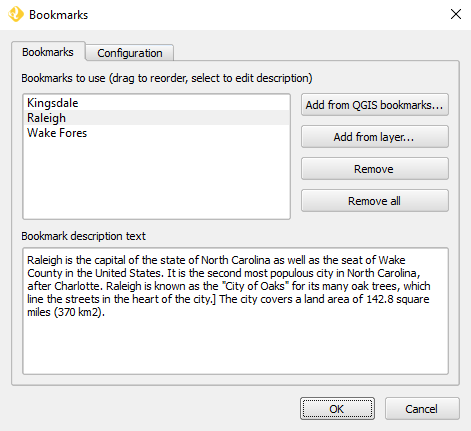 Bookmarks
Bookmarks
Configuration
Bookmarks to use (drag to reorder, select to edit description)
Kingsdale
Raleigh
Wake Fores
Add from QGIS bookmarks...
Add from layer...
Remove
Remove all
Bookmark description text
Raleigh is the capital of the state of North Carolina as well as the seat of Wake
County in the United States. It is the second most populous city in North Carolina,
after Charlotte. Raleigh is known as the "City of Oaks" for its many oak trees, which
line the streets in the heart of the city.] The city covers a land area of 142.8 square
miles (370 km2).
OK
Cancel